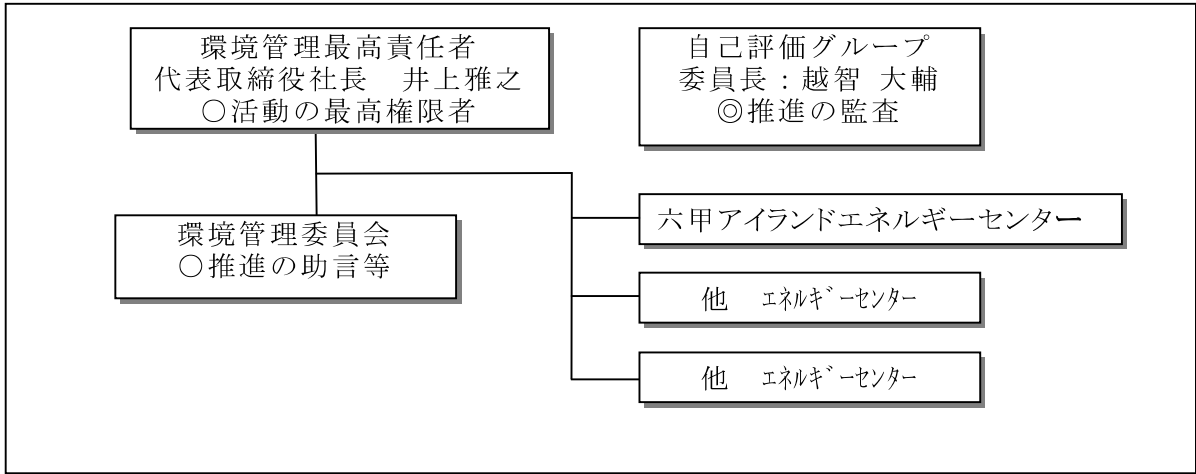 環境管理最高責任者
代表取締役社長　井上雅之
○活動の最高権限者
自己評価グループ
委員長：越智 大輔
◎推進の監査
環境管理委員会
○推進の助言等
六甲アイランドエネルギーセンター
他　ｴﾈﾙｷﾞｰｾﾝﾀｰ
他　ｴﾈﾙｷﾞｰｾﾝﾀｰ